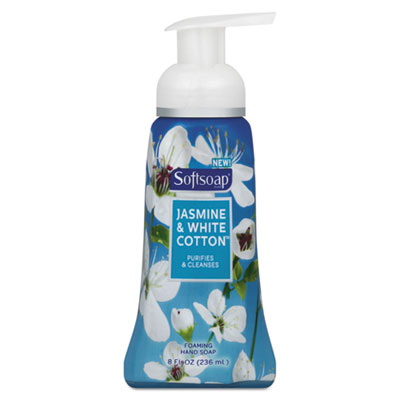 NEW!
Softsoap
JASMINE
& WHITE
COTTON™
PURIFIES
& CLEANSES
FOAMING
HAND SOAP
8 Fl OZ (236 mL)